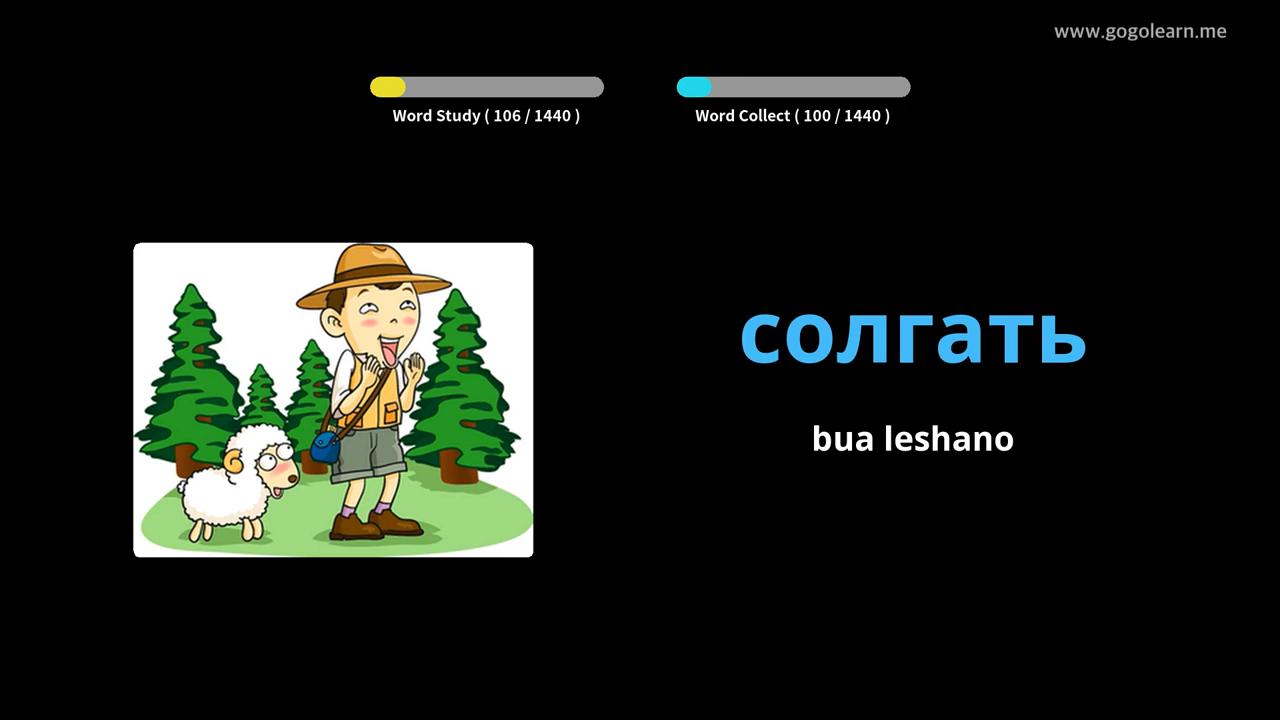 www.gogolearn.me
Word Study ( 106 / 1440 )
Word Collect ( 100 / 1440 )
солгать
bua leshano